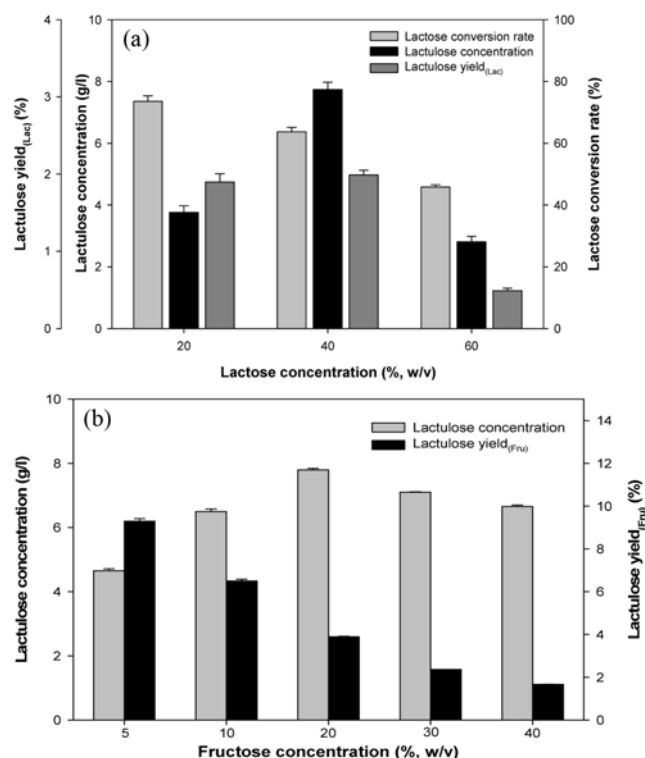 (a)
Lactose conversion rate
Lactulose concentration
Lactulose yield(Lac)
Lactulose yield(Lac) (%)
4
3
2
1
0
Lactulose concentration (g/l)
10
8
6
4
2
0
Lactose conversion rate (%)
100
80
60
40
20
0
20 40 60
Lactose concentration (%, w/v)
(b)
Lactulose concentration
Lactulose yield(Fru)
Lactulose concentration (g/l)
10
8
6
4
2
0
Lactulose yield(Fru) (%)
14
12
10
8
6
4
2
0
5 10 20 30 40
Fructose concentration (%, w/v)